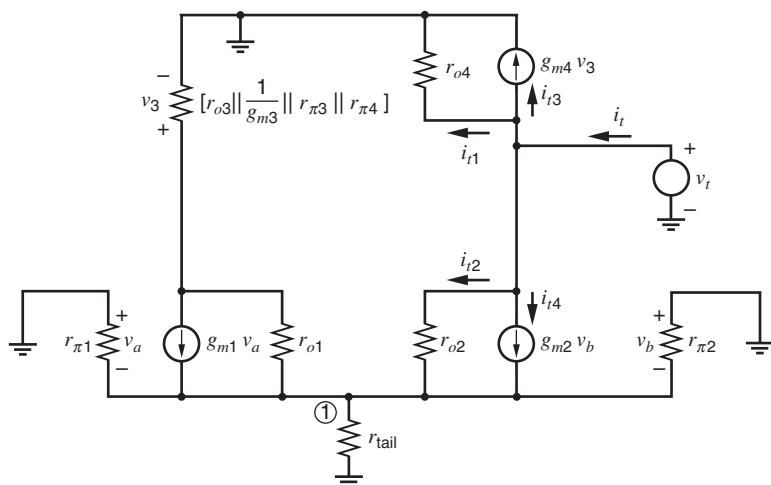 −
v3
+
[ro3|| 1/gm3 || rπ3 || rπ4 ]
ro4
gm4 v3
it3
it1
it
+
vt
−
it2
it4
rπ1
+
va
−
gm1 va
ro1
ro2
gm2 vb
+
vb
−
rπ2
1
rtail